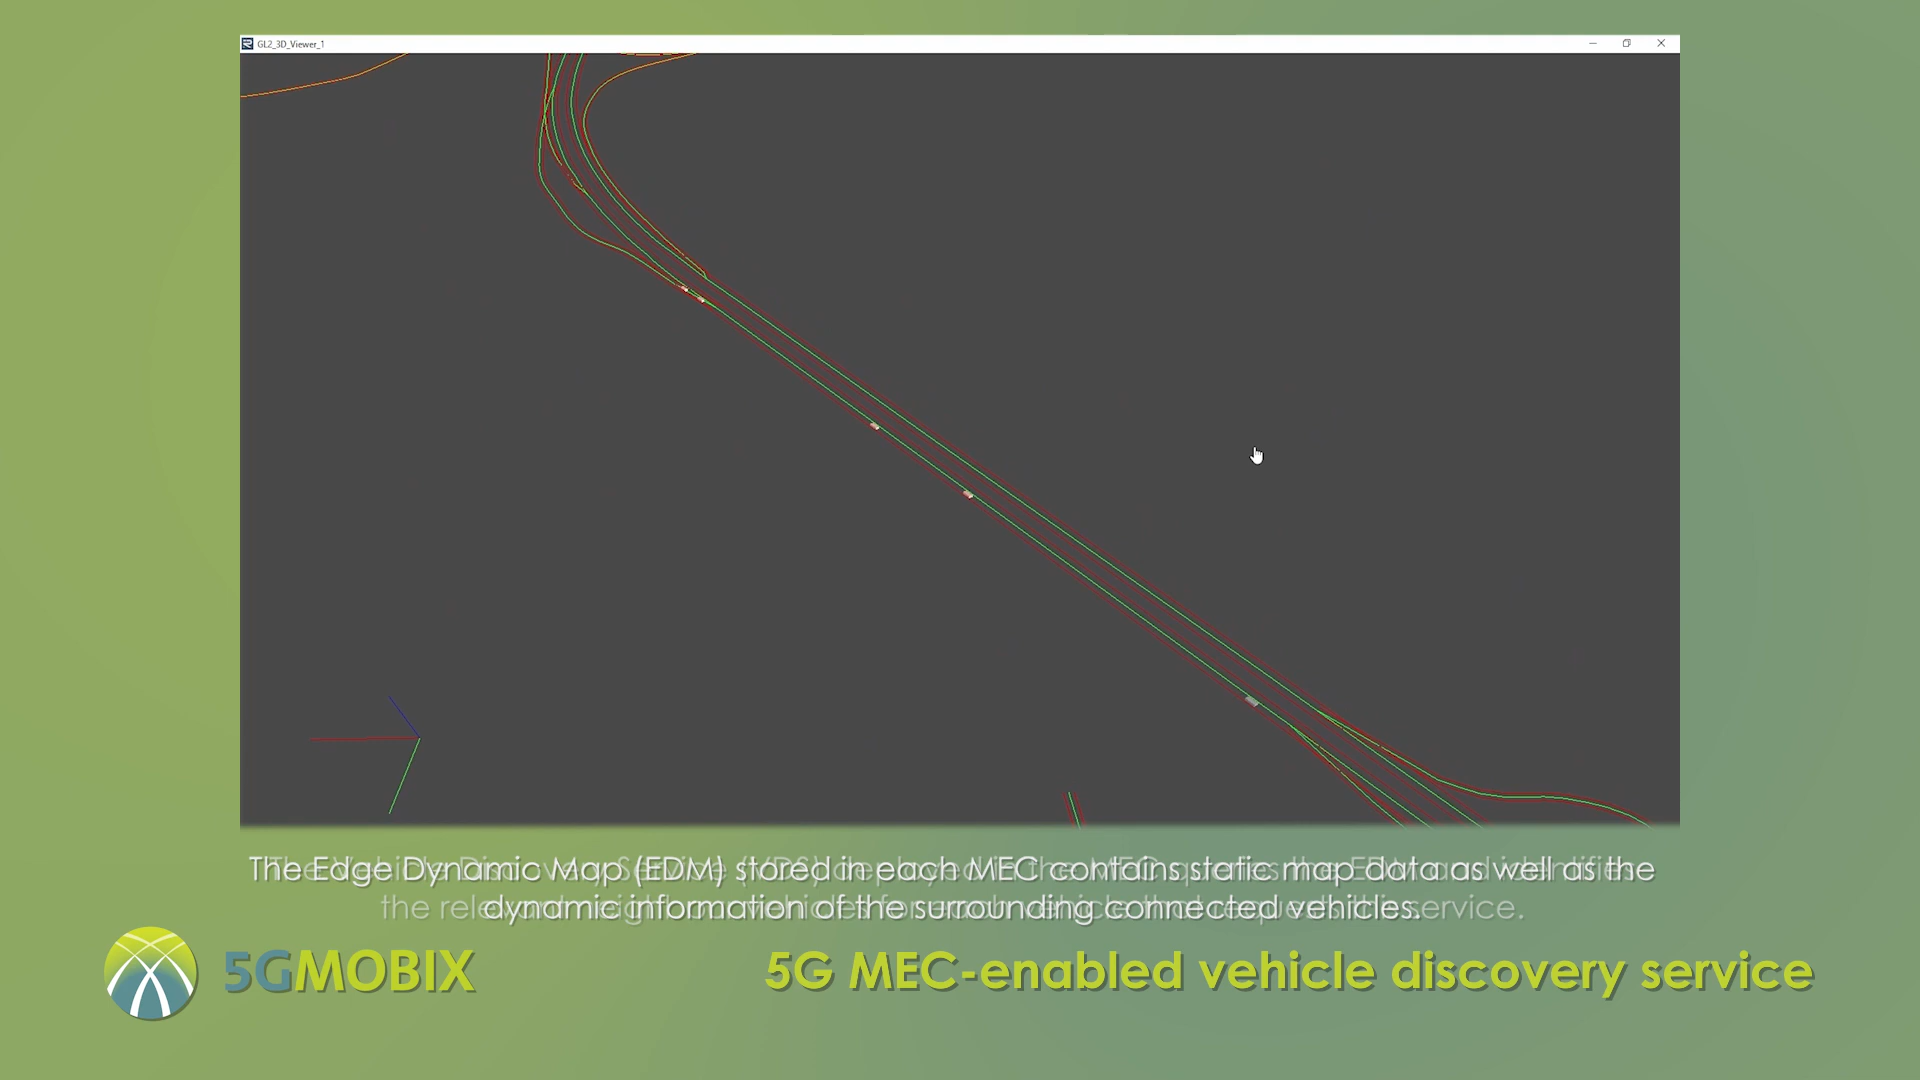 GL2_3D_Viewer_1
The Edge Dynamic Map (EDM) stored in each MEC contains static map data as well as the
dynamic information of the surrounding connected vehicles.
5GMOBIX
5G MEC-enabled vehicle discovery service